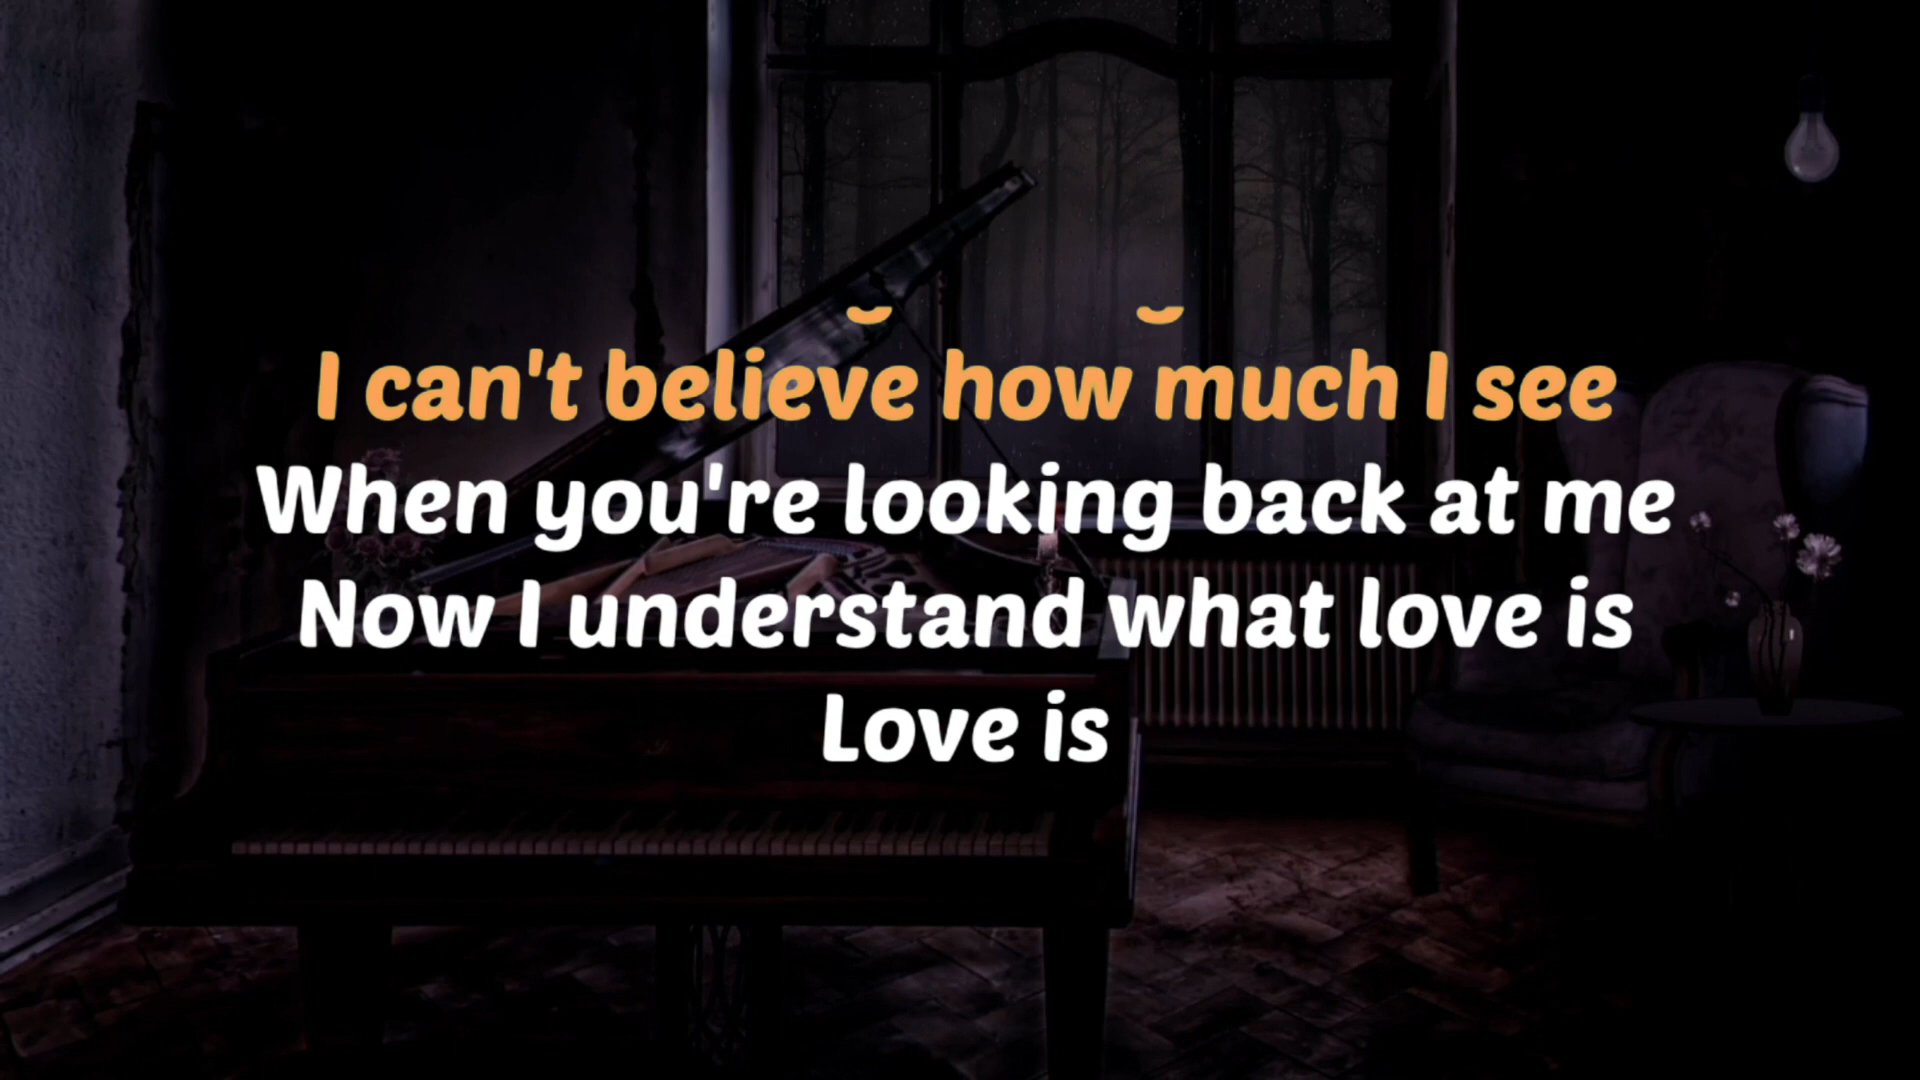 I can't believe how much I see
When you're looking back at me
Now I understand what love is
Love is